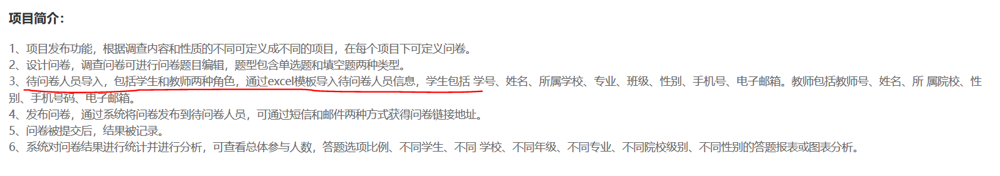 项目简介：
1、项目发布功能，根据调查内容和性质的不同可定义成不同的项目，在每个项目下可定义问卷。
2、设计问卷，调查问卷可进行问卷题目编辑，题型包含单选题和填空题两种类型。
3、待问卷人员导入，包括学生和教师两种角色，通过excel模板导入待问卷人员信息，学生包括 学号、姓名、所属学校、专业、班级、性别、手机号、电子邮箱。教师包括教师号、姓名、所 属院校、性
别、手机号码、电子邮箱。
4、发布问卷，通过系统将问卷发布到待问卷人员，可通过短信和邮件两种方式获得问卷链接地址。
5、问卷被提交后，结果被记录。
6、系统对问卷结果进行统计并进行分析，可查看总体参与人数，答题选项比例、不同学生、不同 学校、不同年级、不同专业、不同院校级别、不同性别的答题报表或图表分析。